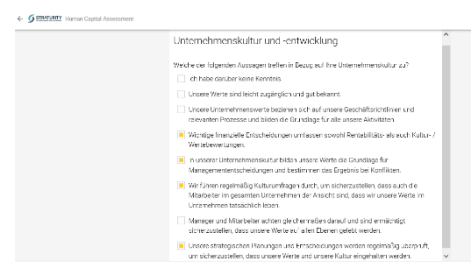 STRATUNITY Human Capital Assessment
Unternehmenskultur und -entwicklung
Welche der folgenden Aussagen treffen in Bezug auf Ihre Unternehmenskultur zu?
Ich habe darüber keine Kenntnis.
Unsere Werte sind leicht zugänglich und gut bekannt.
Unsere Unternehmenswerte beziehen sich auf unsere Geschäftsrichtlinien und
relevanten Prozesse und bilden die Grundlage für alle unsere Aktivitäten.
Wichtige finanzielle Entscheidungen umfassen sowohl Rentabilitäts- als auch Kultur- /
Wertebewertungen.
In unserer Unternehmenskultur bilden unsere Werte die Grundlage für
Managemententscheidungen und bestimmen das Ergebnis bei Konflikten.
Wir führen regelmäßig Kulturumfragen durch, um sicherzustellen, dass auch die
Mitarbeiter im gesamten Unternehmen der Ansicht sind, dass wir unsere Werte im
Unternehmen tatsächlich leben.
Manager und Mitarbeiter achten gleichermaßen darauf und sind ermächtigt
sicherzustellen, dass unsere Werte auf allen Ebenen gelebt werden.
Unsere strategischen Planungen und Entscheidungen werden regelmäßig überprüft,
um sicherzustellen, dass unsere Werte und unsere Kultur eingehalten werden.